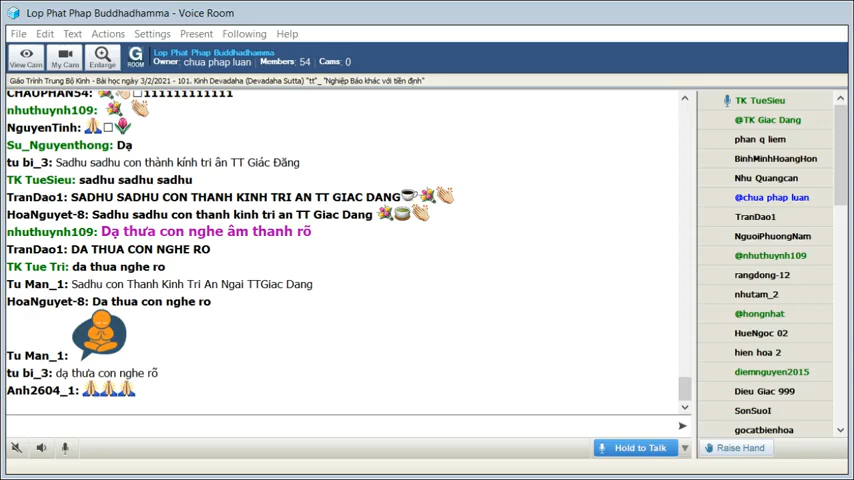 Lop Phat Phap Buddhadhamma - Voice Room
File Edit Text Actions Settings Present Following Help
View Cam My Cam Enlarge G ROOM
Lop Phat Phap Buddhadhamma
Owner: chua phap luan Members: 54 Cams: 0
Giáo Trình Trung Bộ Kinh - Bài học ngày 3/2/2021 - 101. Kinh Devadaha (Devadaha Sutta) "tt"_ "Nghiệp Báo khác với tiền định"
CHAUPHAN54: 1111111111111
nhuthuynh109:
NguyenTinh:
Su_Nguyenthong: Dạ
tu bi_3: Sadhu sadhu con thành kính tri ân TT Giác Đăng
TK TueSieu: sadhu sadhu sadhu
TranDao1: SADHU SADHU CON THANH KINH TRI AN TT GIAC DANG
HoaNguyet-8: Sadhu sadhu con thanh kinh tri an TT Giac Dang
nhuthuynh109: Dạ thưa con nghe âm thanh rõ
TranDao1: DA THUA CON NGHE RO
TK Tue Tri: da thua nghe ro
Tu Man_1: Sadhu con Thanh Kinh Tri An Ngai TTGiac Dang
HoaNguyet-8: Da thua con nghe ro
Tu Man_1:
tu bi_3: dạ thưa con nghe rõ
Anh2604_1:
TK TueSieu
@TK Giac Dang
phan q liem
BinhMinhHoangHon
Nhu Quangcan
@chua phap luan
TranDao1
NguoiPhuongNam
@nhuthuynh109
rangdong-12
nhutam_2
@hongnhat
HueNgoc 02
hien hoa 2
diemnguyen2015
Dieu Giac 999
SonSuoI
gocatbienhoa
Hold to Talk
Raise Hand